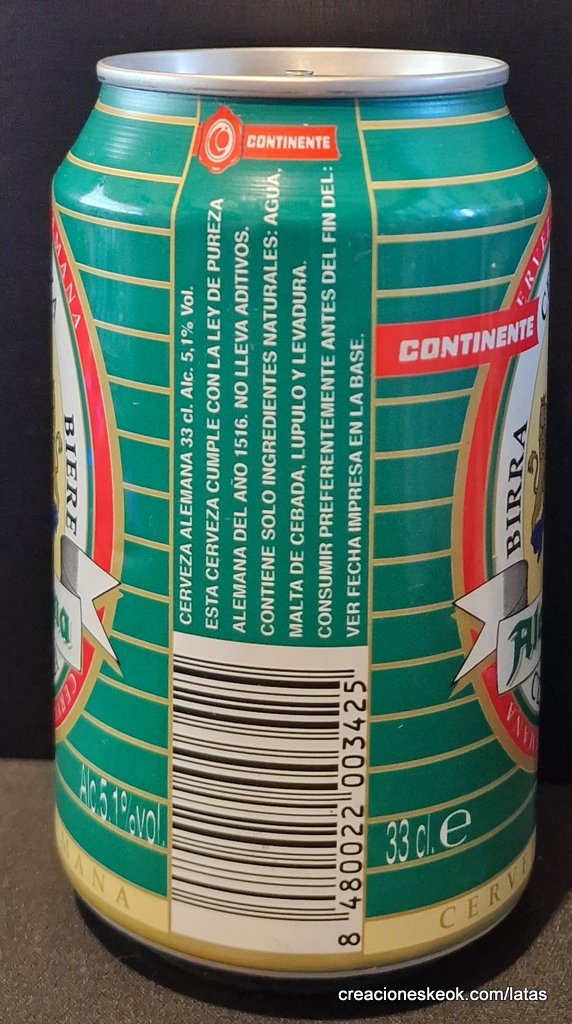 CONTINENTE
CERVEZA ALEMANA 33 cl. Alc. 5,1% Vol.
ESTA CERVEZA CUMPLE CON LA LEY DE PUREZA
ALEMANA DEL AÑO 1516. NO LLEVA ADITIVOS.
CONTIENE SOLO INGREDIENTES NATURALES: AGUA,
MALTA DE CEBADA, LUPULO Y LEVADURA.
CONSUMIR PREFERENTEMENTE ANTES DEL FIN DEL:
VER FECHA IMPRESA EN LA BASE.
8 480022 003425
BIERE
Alc.5,1%vol.
CONTINENTE
BIRRA
33 cl. e
creacioneskeok.com/latas